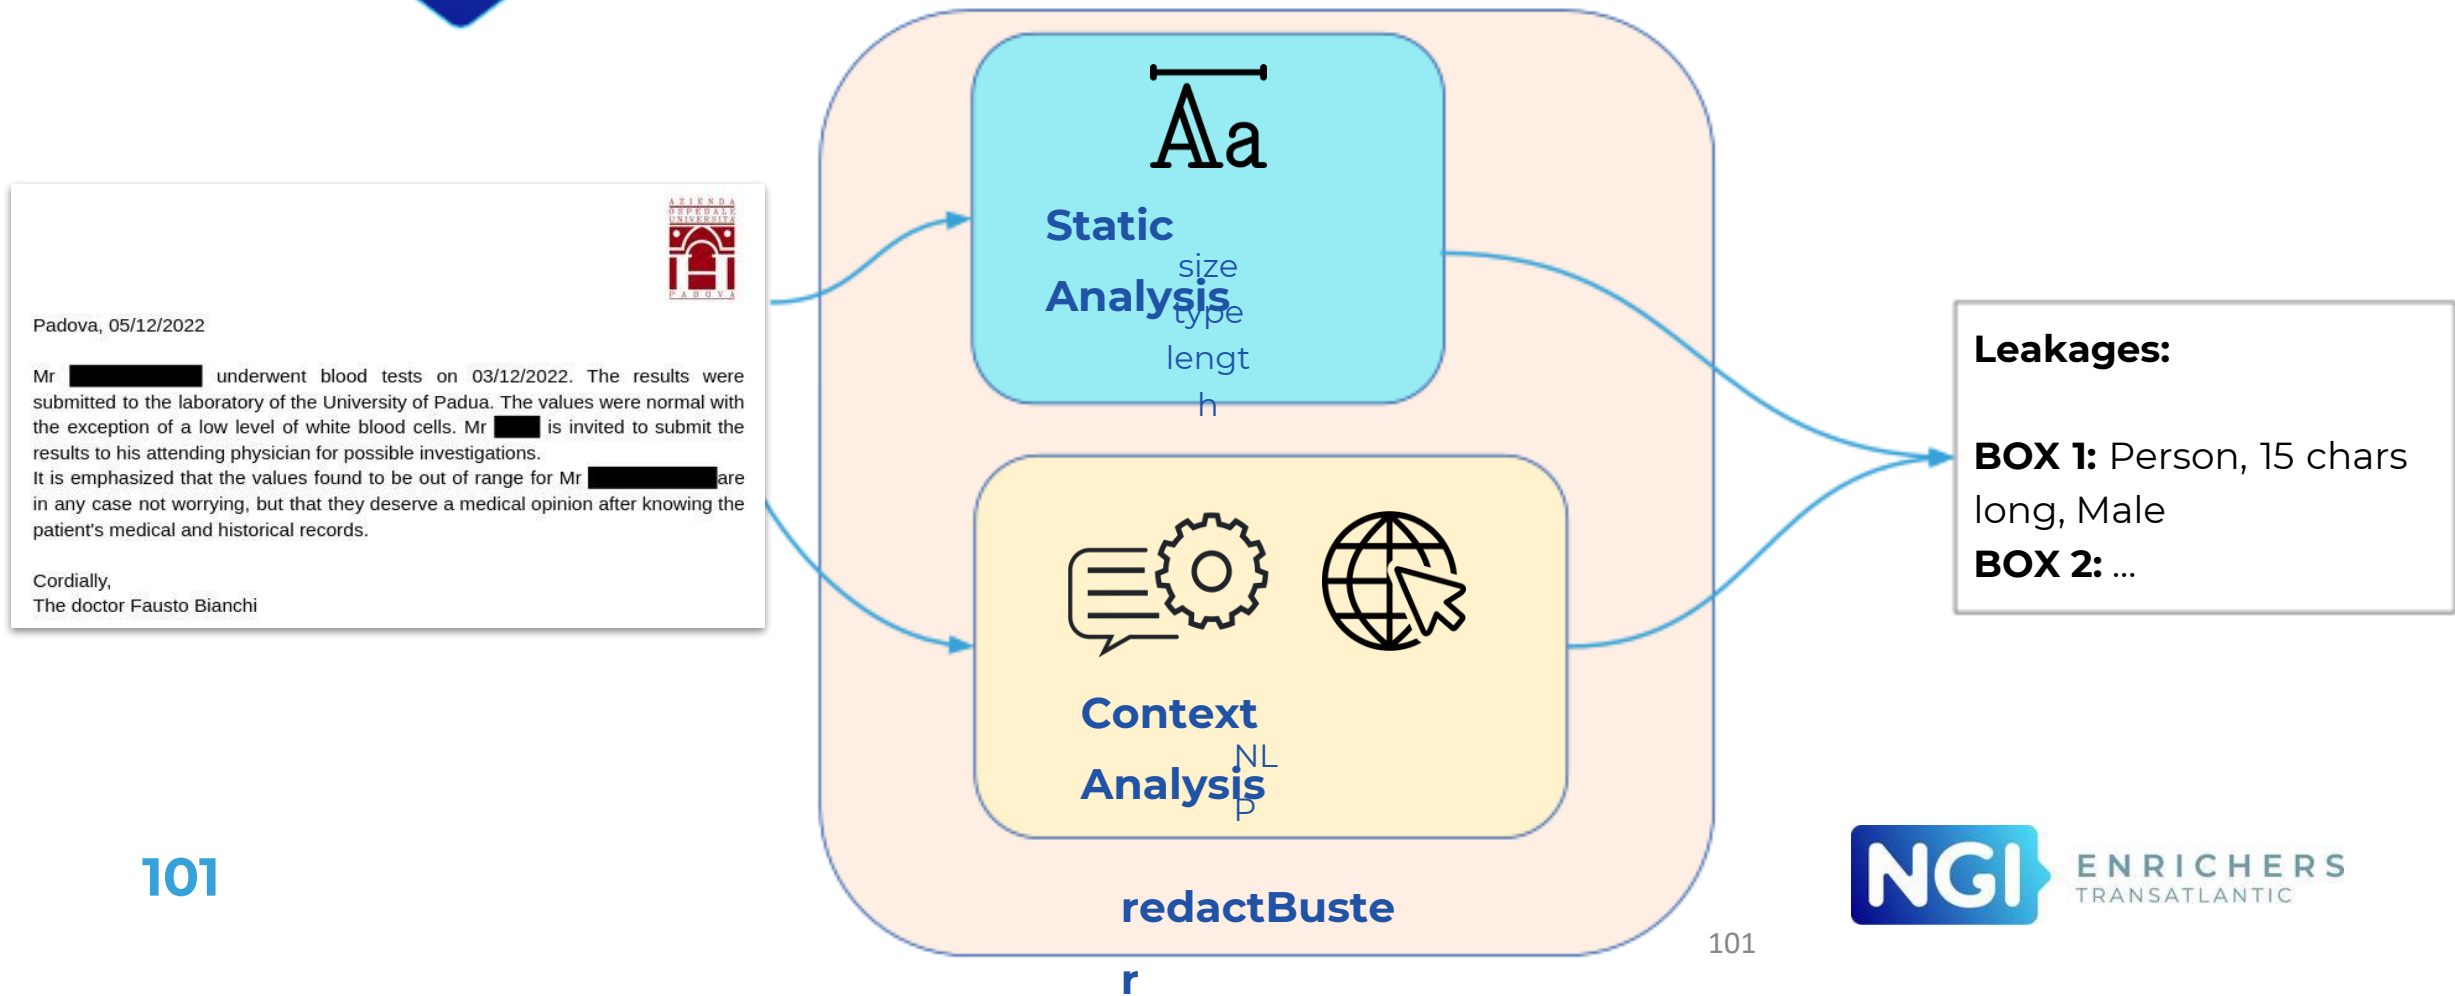 AZIENDA
OSPEDALE
UNIVERSITÀ
PADOVA
Padova, 05/12/2022
Mr underwent blood tests on 03/12/2022. The results were
submitted to the laboratory of the University of Padua. The values were normal with
the exception of a low level of white blood cells. Mr is invited to submit the
results to his attending physician for possible investigations.
It is emphasized that the values found to be out of range for Mr are
in any case not worrying, but that they deserve a medical opinion after knowing the
patient's medical and historical records.
Cordially,
The doctor Fausto Bianchi
Aa
Static
Analysis
size
type
lengt
h
Context
Analysis
NL
P
redactBuste
r
Leakages:
BOX 1: Person, 15 chars
long, Male
BOX 2: ...
101
101
NGI ENRICHERS
TRANSATLANTIC